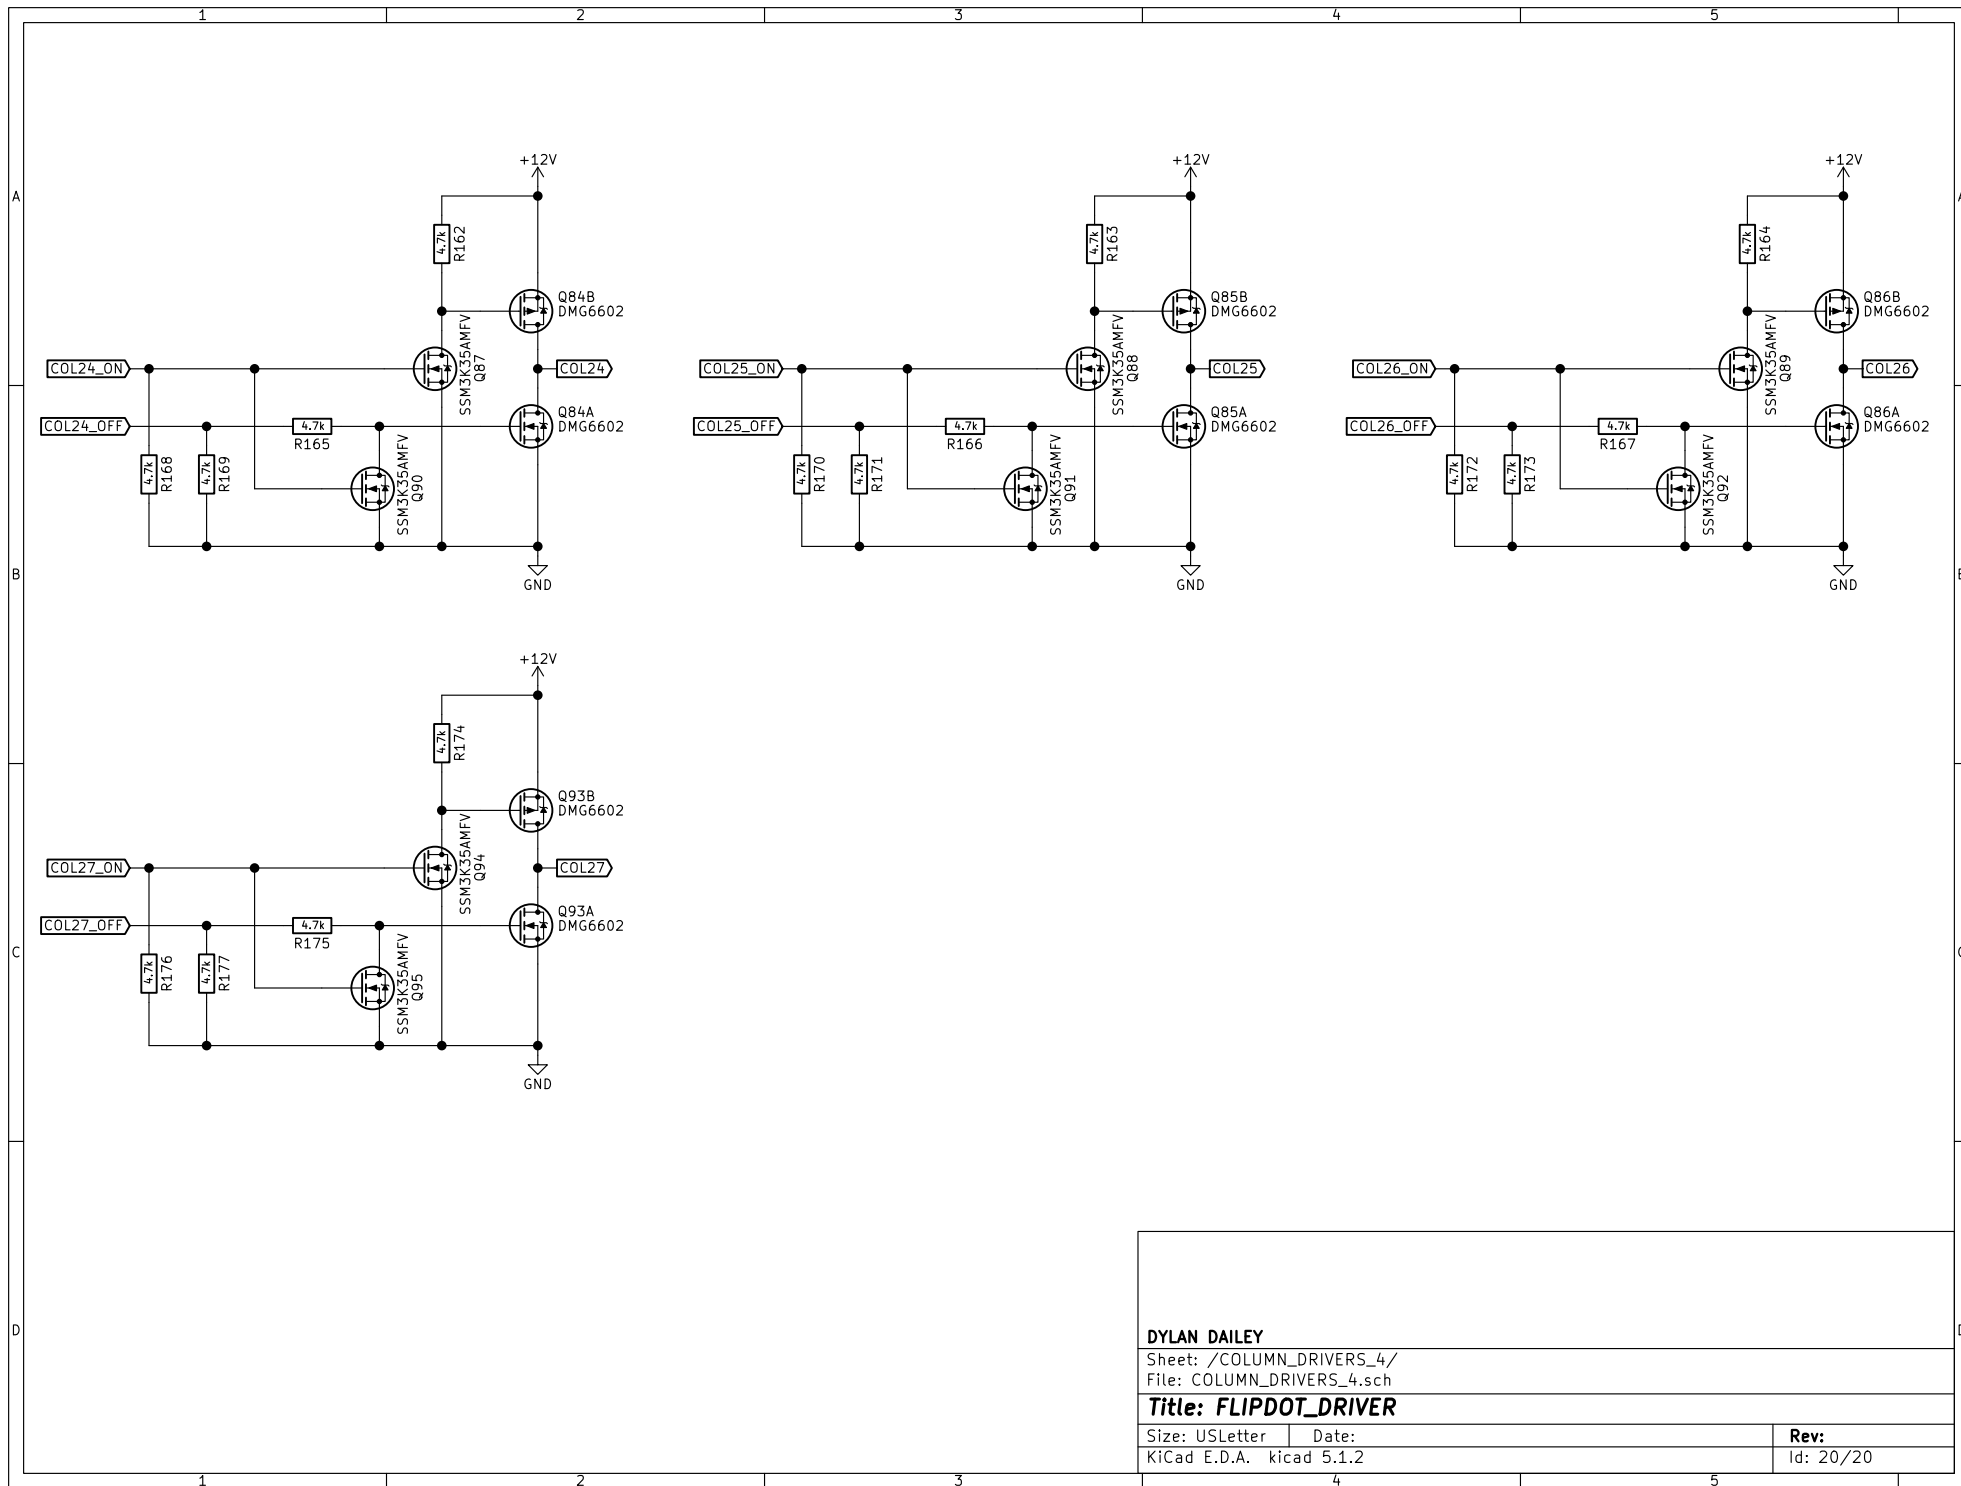 1 2 3 4 5
A A
B B
C C
D D
+12V
4.7k
R162
Q84B
DMG6602
SSM3K35AMFV
Q87
COL24_ON
COL24
COL24_OFF
4.7k
R165
Q84A
DMG6602
4.7k
R168
4.7k
R169
SSM3K35AMFV
Q90
GND
+12V
4.7k
R163
Q85B
DMG6602
SSM3K35AMFV
Q88
COL25_ON
COL25
COL25_OFF
4.7k
R166
Q85A
DMG6602
4.7k
R170
4.7k
R171
SSM3K35AMFV
Q91
GND
+12V
4.7k
R164
Q86B
DMG6602
SSM3K35AMFV
Q89
COL26_ON
COL26
COL26_OFF
4.7k
R167
Q86A
DMG6602
4.7k
R172
4.7k
R173
SSM3K35AMFV
Q92
GND
+12V
4.7k
R174
Q93B
DMG6602
SSM3K35AMFV
Q94
COL27_ON
COL27
COL27_OFF
4.7k
R175
Q93A
DMG6602
4.7k
R176
4.7k
R177
SSM3K35AMFV
Q95
GND
DYLAN DAILEY
Sheet: /COLUMN_DRIVERS_4/
File: COLUMN_DRIVERS_4.sch
Title: FLIPDOT_DRIVER
Size: USLetter Date: Rev:
KiCad E.D.A. kicad 5.1.2 Id: 20/20
1 2 3 4 5